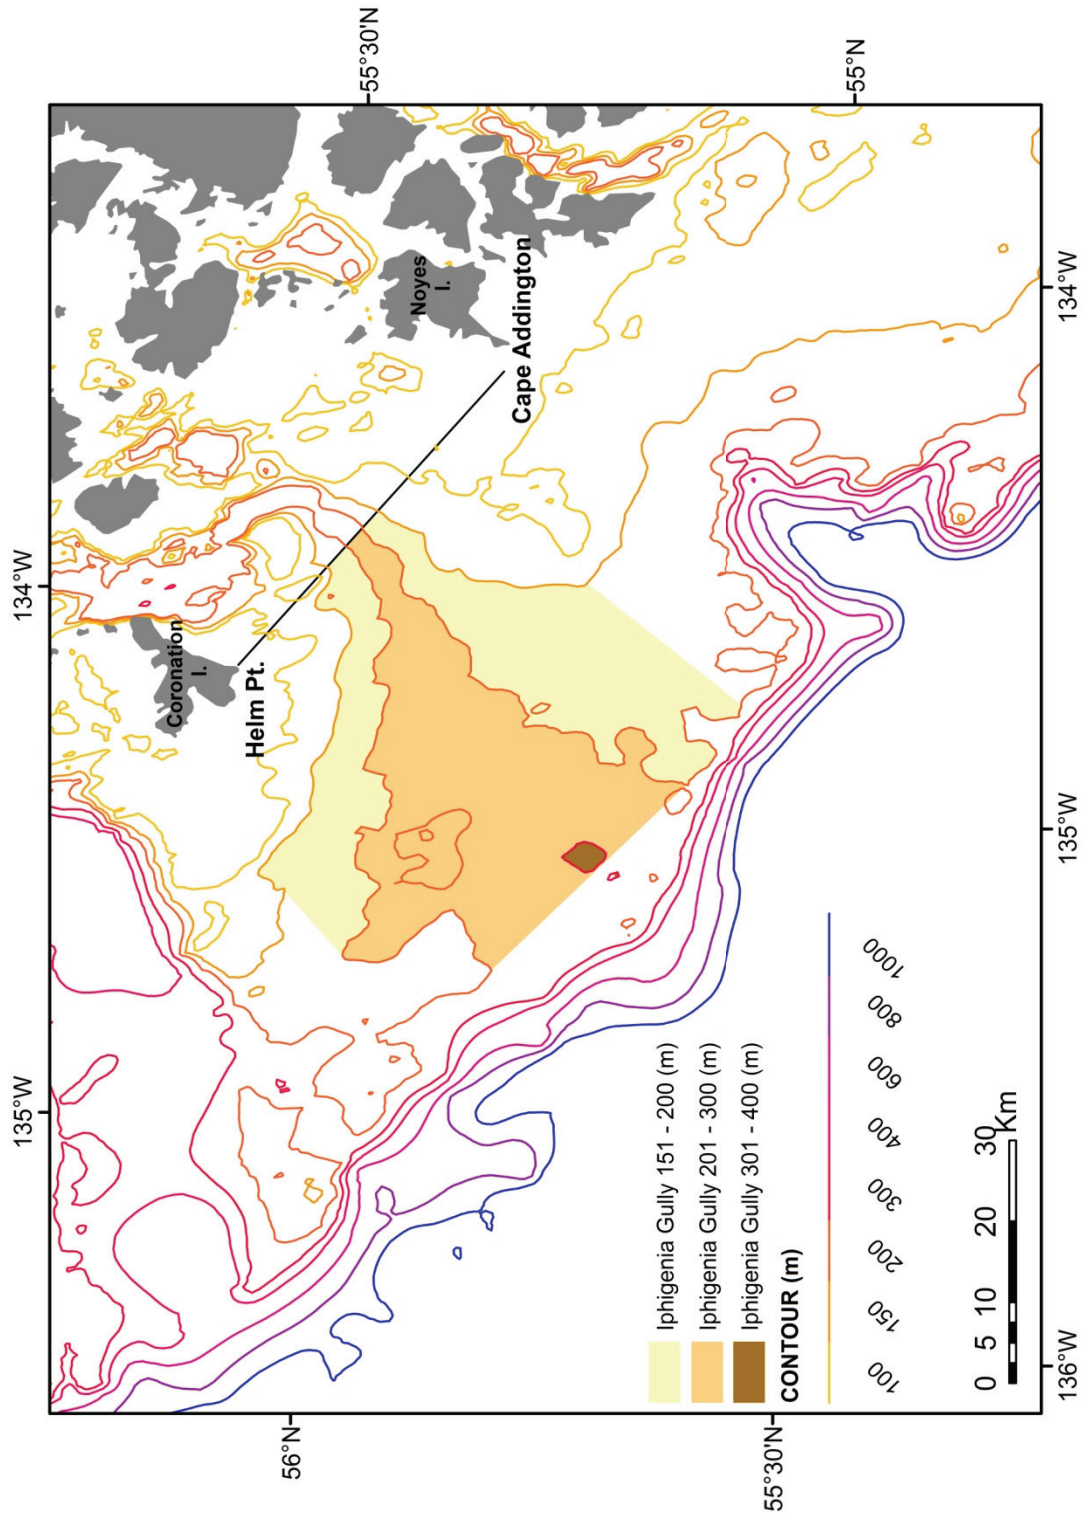 134°W
135°W
55°30'N
55°N
56°N
55°30'N
134°W
135°W
136°W
Coronation
I.
Helm Pt.
Noyes
I.
Cape Addington
Iphigenia Gully 151 - 200 (m)
Iphigenia Gully 201 - 300 (m)
Iphigenia Gully 301 - 400 (m)
CONTOUR (m)
100 150 200 300 400 600 800 1000
0 5 10 20 30
Km